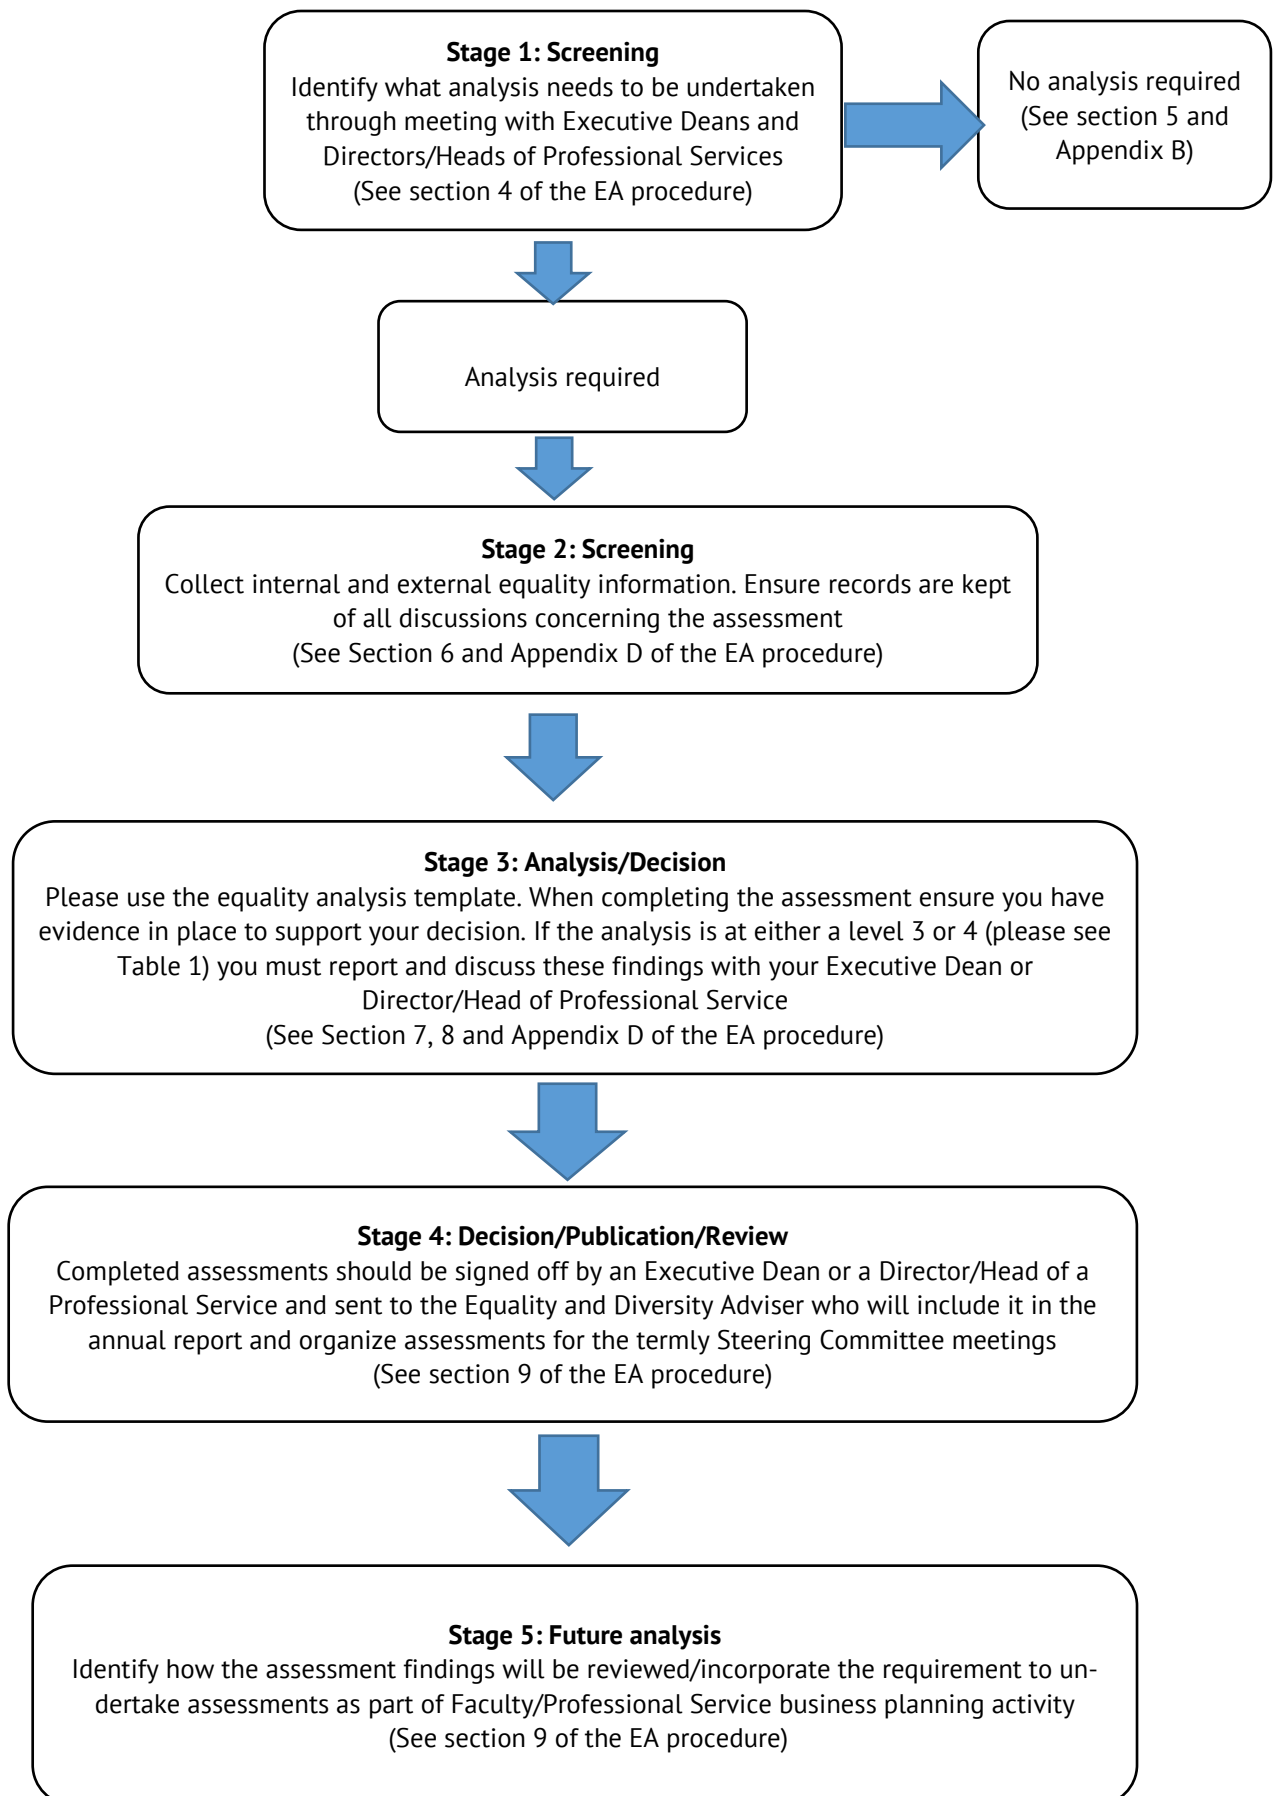 Stage 1: Screening
Identify what analysis needs to be undertaken
through meeting with Executive Deans and
Directors/Heads of Professional Services
(See section 4 of the EA procedure)
No analysis required
(See section 5 and
Appendix B)
Analysis required
Stage 2: Screening
Collect internal and external equality information. Ensure records are kept
of all discussions concerning the assessment
(See Section 6 and Appendix D of the EA procedure)
Stage 3: Analysis/Decision
Please use the equality analysis template. When completing the assessment ensure you have
evidence in place to support your decision. If the analysis is at either a level 3 or 4 (please see
Table 1) you must report and discuss these findings with your Executive Dean or
Director/Head of Professional Service
(See Section 7, 8 and Appendix D of the EA procedure)
Stage 4: Decision/Publication/Review
Completed assessments should be signed off by an Executive Dean or a Director/Head of a
Professional Service and sent to the Equality and Diversity Adviser who will include it in the
annual report and organize assessments for the termly Steering Committee meetings
(See section 9 of the EA procedure)
Stage 5: Future analysis
Identify how the assessment findings will be reviewed/incorporate the requirement to un-
dertake assessments as part of Faculty/Professional Service business planning activity
(See section 9 of the EA procedure)